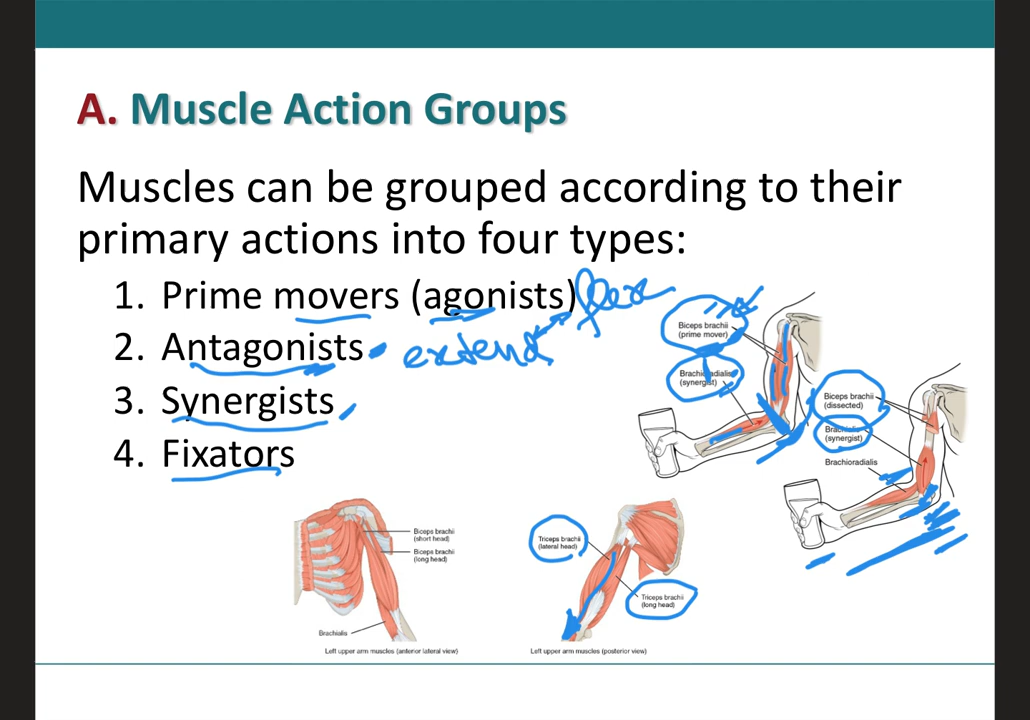 A. Muscle Action Groups
Muscles can be grouped according to their
primary actions into four types:
1. Prime movers (agonists) flex
2. Antagonists extend
3. Synergists
4. Fixators
Biceps brachii
(prime mover)
Brachioradialis
(synergist)
Biceps brachii
(dissected)
Brachialis
(synergist)
Brachioradialis
Biceps brachii
(short head)
Biceps brachii
(long head)
Brachialis
Left upper arm muscles (anterior lateral view)
Triceps brachii
(lateral head)
Triceps brachii
(long head)
Left upper arm muscles (posterior view)